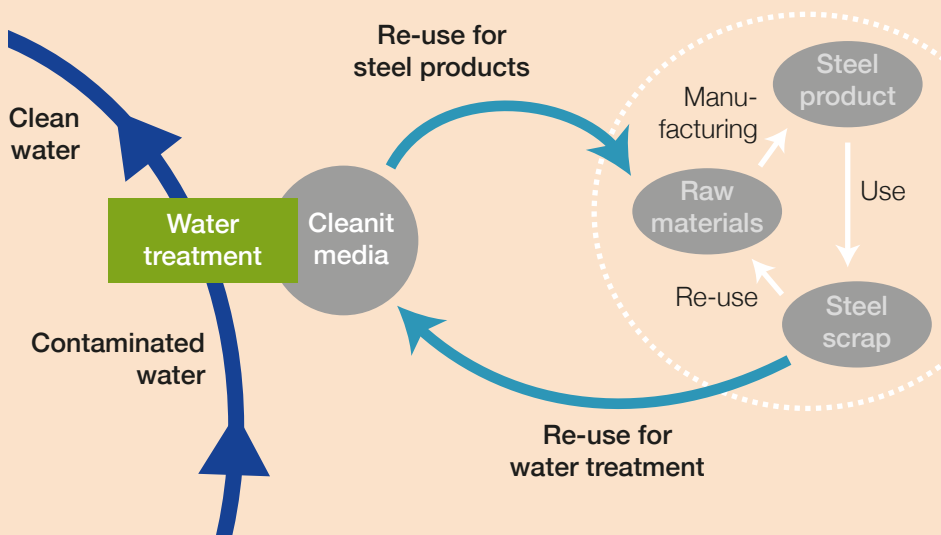 Re-use for
steel products
Steel
product
Manu-
facturing
Clean
water
Use
Raw
materials
Water
treatment
Cleanit
media
Re-use
Steel
scrap
Contaminated
water
Re-use for
water treatment